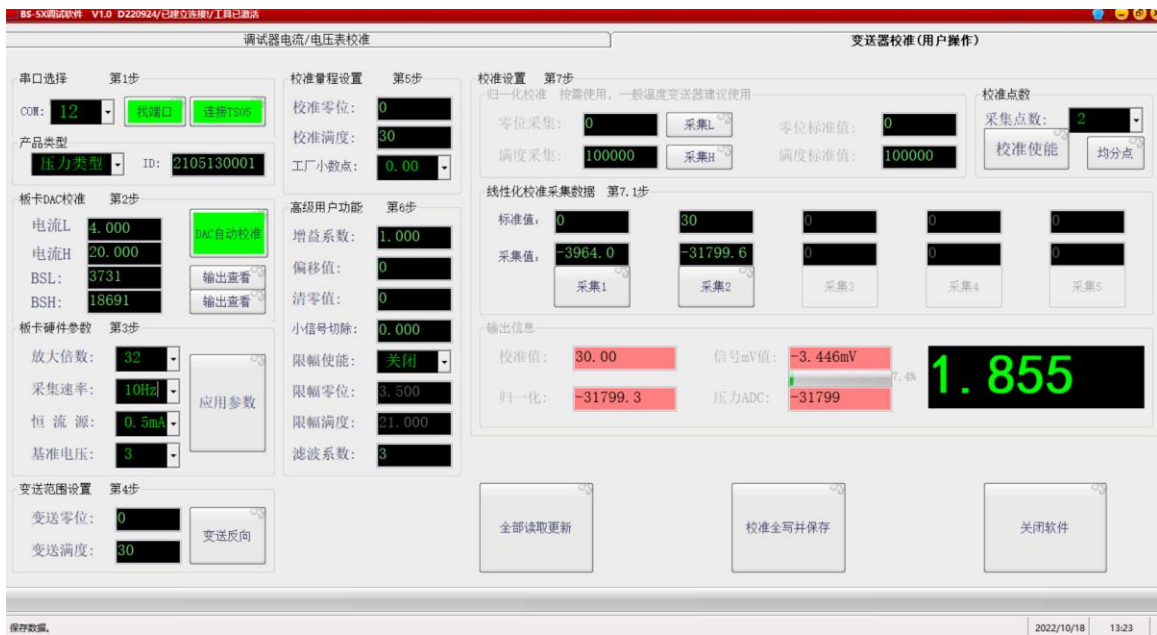 BS-5X调试软件 V1.0 D220924/已建立连接!/工具已激活
调试器电流/电压表校准
变送器校准(用户操作)
串口选择 第1步
COM: 12 找端口 连接TS05
产品类型
压力类型 ID: 2105130001
板卡DAC校准 第2步
电流L 4.000
DAC自动校准
电流H 20.000
BSL: 3731 输出查看
BSH: 18691 输出查看
板卡硬件参数 第3步
放大倍数: 32
采集速率: 10Hz
应用参数
恒 流 源: 0.5mA
基准电压: 3
变送范围设置 第4步
变送零位: 0
变送反向
变送满度: 30
校准量程设置 第5步
校准零位: 0
校准满度: 30
工厂小数点: 0.00
高级用户功能 第6步
增益系数: 1.000
偏移值: 0
清零值: 0
小信号切除: 0.000
限幅使能: 关闭
限幅零位: 3.500
限幅满度: 21.000
滤波系数: 3
校准设置 第7步
归一化校准 按需使用，一般温度变送器建议使用
零位采集: 0 采集L 零位标准值: 0
满度采集: 100000 采集H 满度标准值: 100000
校准点数
采集点数: 2
校准使能 均分点
线性化校准采集数据 第7.1步
标准值, 0 30 0 0 0
采集值, -3964.0 -31799.6 0 0 0
采集1 采集2 采集3 采集4 采集5
输出信息
校准值: 30.00 信号mV值: -3.446mV
7.4%
1.855
归一化: -31799.3 压力ADC: -31799
全部读取更新 校准全写并保存 关闭软件
保存数据。 2022/10/18 13:23